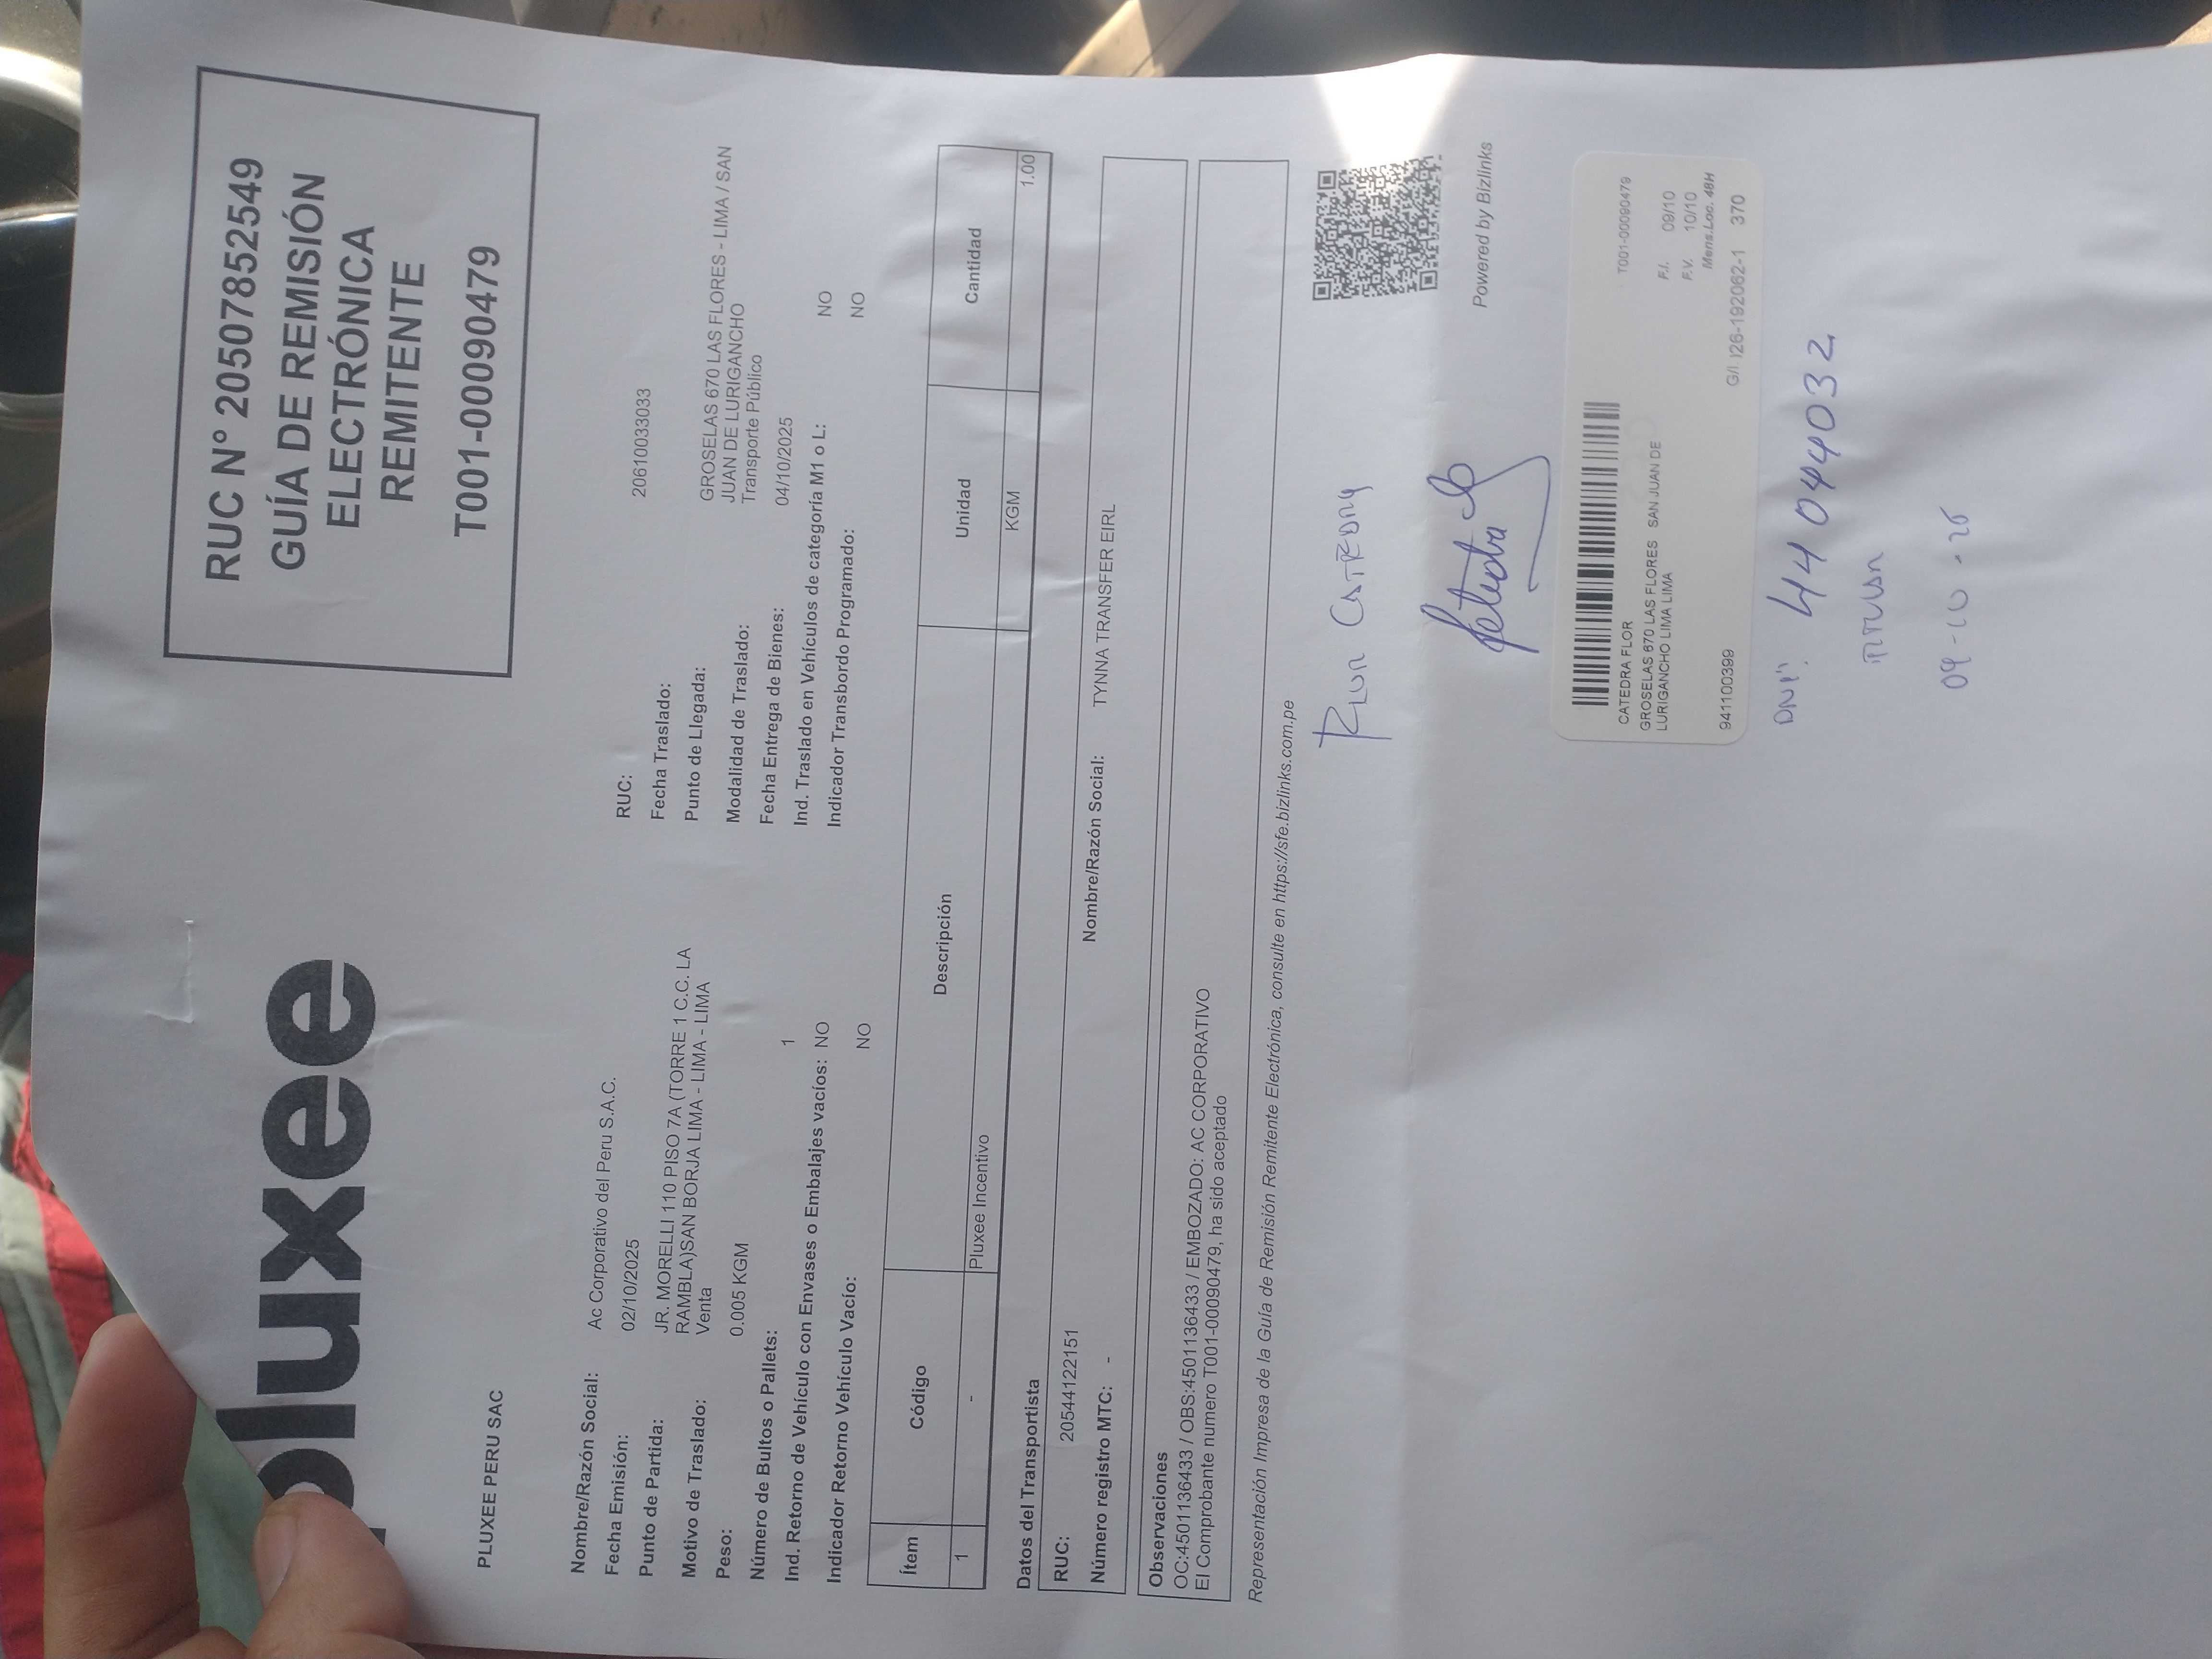 pluxee
RUC N° 20507852549
GUÍA DE REMISIÓN
ELECTRÓNICA
REMITENTE
T001-00090479
PLUXEE PERU SAC
Nombre/Razón Social: Ac Corporativo del Peru S.A.C.
RUC: 20610033033
Fecha Emisión: 02/10/2025
Fecha Traslado:
Punto de Partida: JR. MORELLI 110 PISO 7A (TORRE 1 C.C. LA
RAMBLA)SAN BORJA LIMA - LIMA - LIMA
Punto de Llegada: GROSELAS 670 LAS FLORES - LIMA / SAN
JUAN DE LURIGANCHO
Motivo de Traslado: Venta
Modalidad de Traslado: Transporte Público
Peso: 0.005 KGM
Fecha Entrega de Bienes: 04/10/2025
Número de Bultos o Pallets: 1
Ind. Traslado en Vehículos de categoría M1 o L: NO
Ind. Retorno de Vehículo con Envases o Embalajes vacíos: NO
Indicador Transbordo Programado: NO
Indicador Retorno Vehículo Vacío: NO
Ítem Código Descripción Unidad Cantidad
1 - Pluxee Incentivo KGM 1.00
Datos del Transportista
RUC: 20544122151 Nombre/Razón Social: TYNNA TRANSFER EIRL
Número registro MTC: -
Observaciones
OC:4501136433 / OBS:4501136433 / EMBOZADO: AC CORPORATIVO
El Comprobante numero T001-00090479, ha sido aceptado
Representación Impresa de la Guía de Remisión Remitente Electrónica, consulte en https://sfe.bizlinks.com.pe
Powered by Bizlinks
T001-00090479
CATEDRA FLOR
F.I. 09/10
GROSELAS 670 LAS FLORES SAN JUAN DE
F.V. 10/10
LURIGANCHO LIMA LIMA
Mens.Loc. 48H
941100399 G/I. I26-192062-1 370
DNI: 44044032